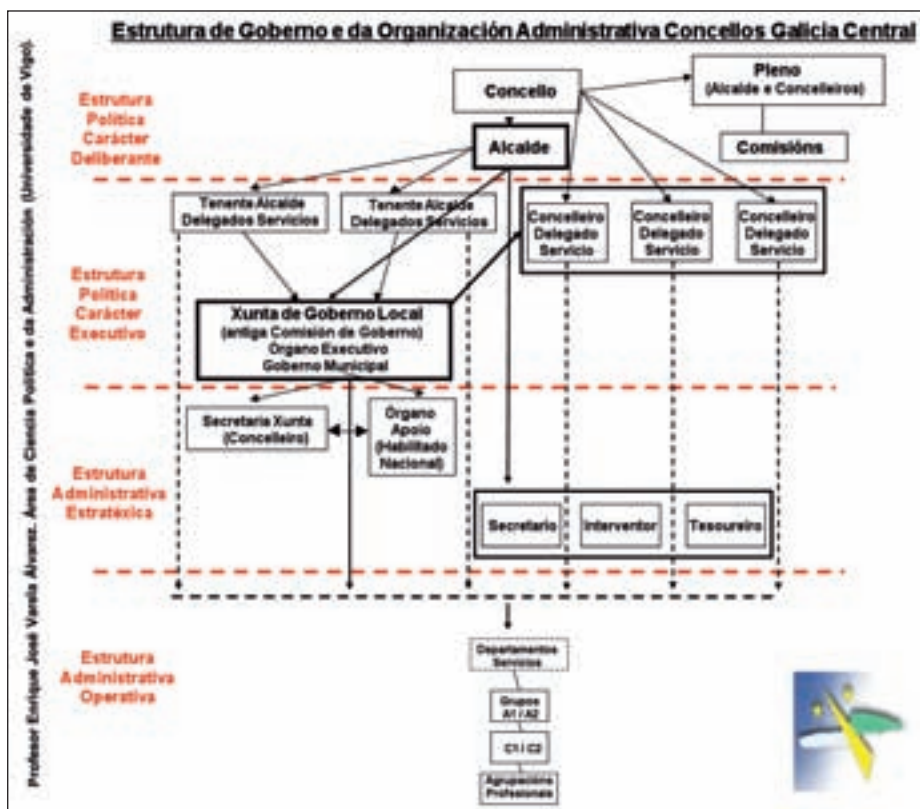 Estrutura de Goberno e da Organización Administrativa Concellos Galicia Central
Profesor Enrique José Varela Álvarez. Área de Ciencia Política e da Administración (Universidade de Vigo).
Estrutura
Política
Carácter
Deliberante
Concello
Pleno
(Alcalde e Concelleiros)
Alcalde
Comisións
Tenente Alcalde
Delegados Servicios
Tenente Alcalde
Delegados Servicios
Concelleiro
Delegado
Servicio
Concelleiro
Delegado
Servicio
Concelleiro
Delegado
Servicio
Estrutura
Política
Carácter
Executivo
Xunta de Goberno Local
(antiga Comisión de Goberno)
Órgano Executivo
Goberno Municipal
Secretaria Xunta
(Concelleiro)
Órgano
Apoio
(Habilitado
Nacional)
Estrutura
Administrativa
Estratéxica
Secretario
Interventor
Tesoureiro
Estrutura
Administrativa
Operativa
Departamentos
Servicios
Grupos
A1 / A2
C1 / C2
Agrupacións
Profesionais